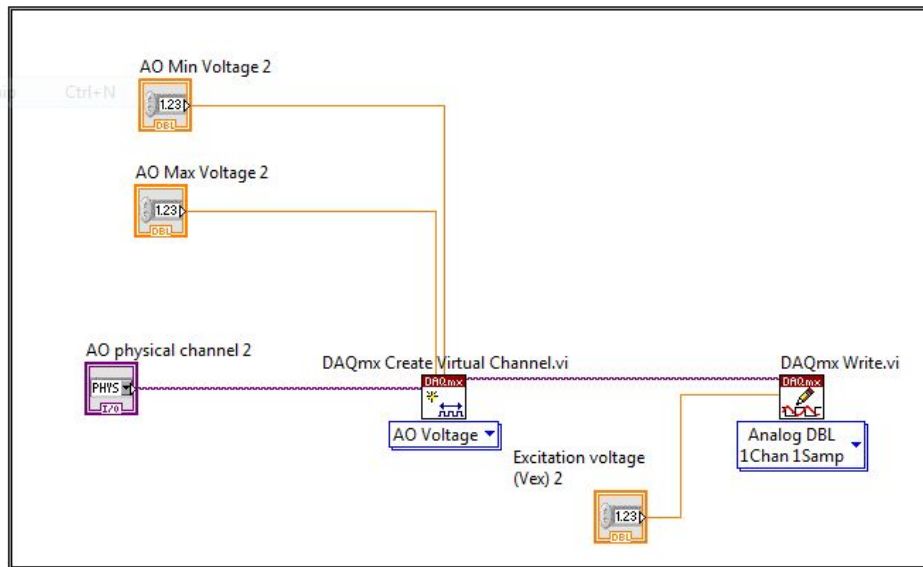 AO Min Voltage 2
Ctrl+N
1.23
DBL
AO Max Voltage 2
1.23
DBL
AO physical channel 2
PHYS
I/O
DAQmx Create Virtual Channel.vi
DAQmx
AO Voltage
DAQmx Write.vi
DAQmx
Analog DBL
1Chan 1Samp
Excitation voltage
(Vex) 2
1.23
DBL